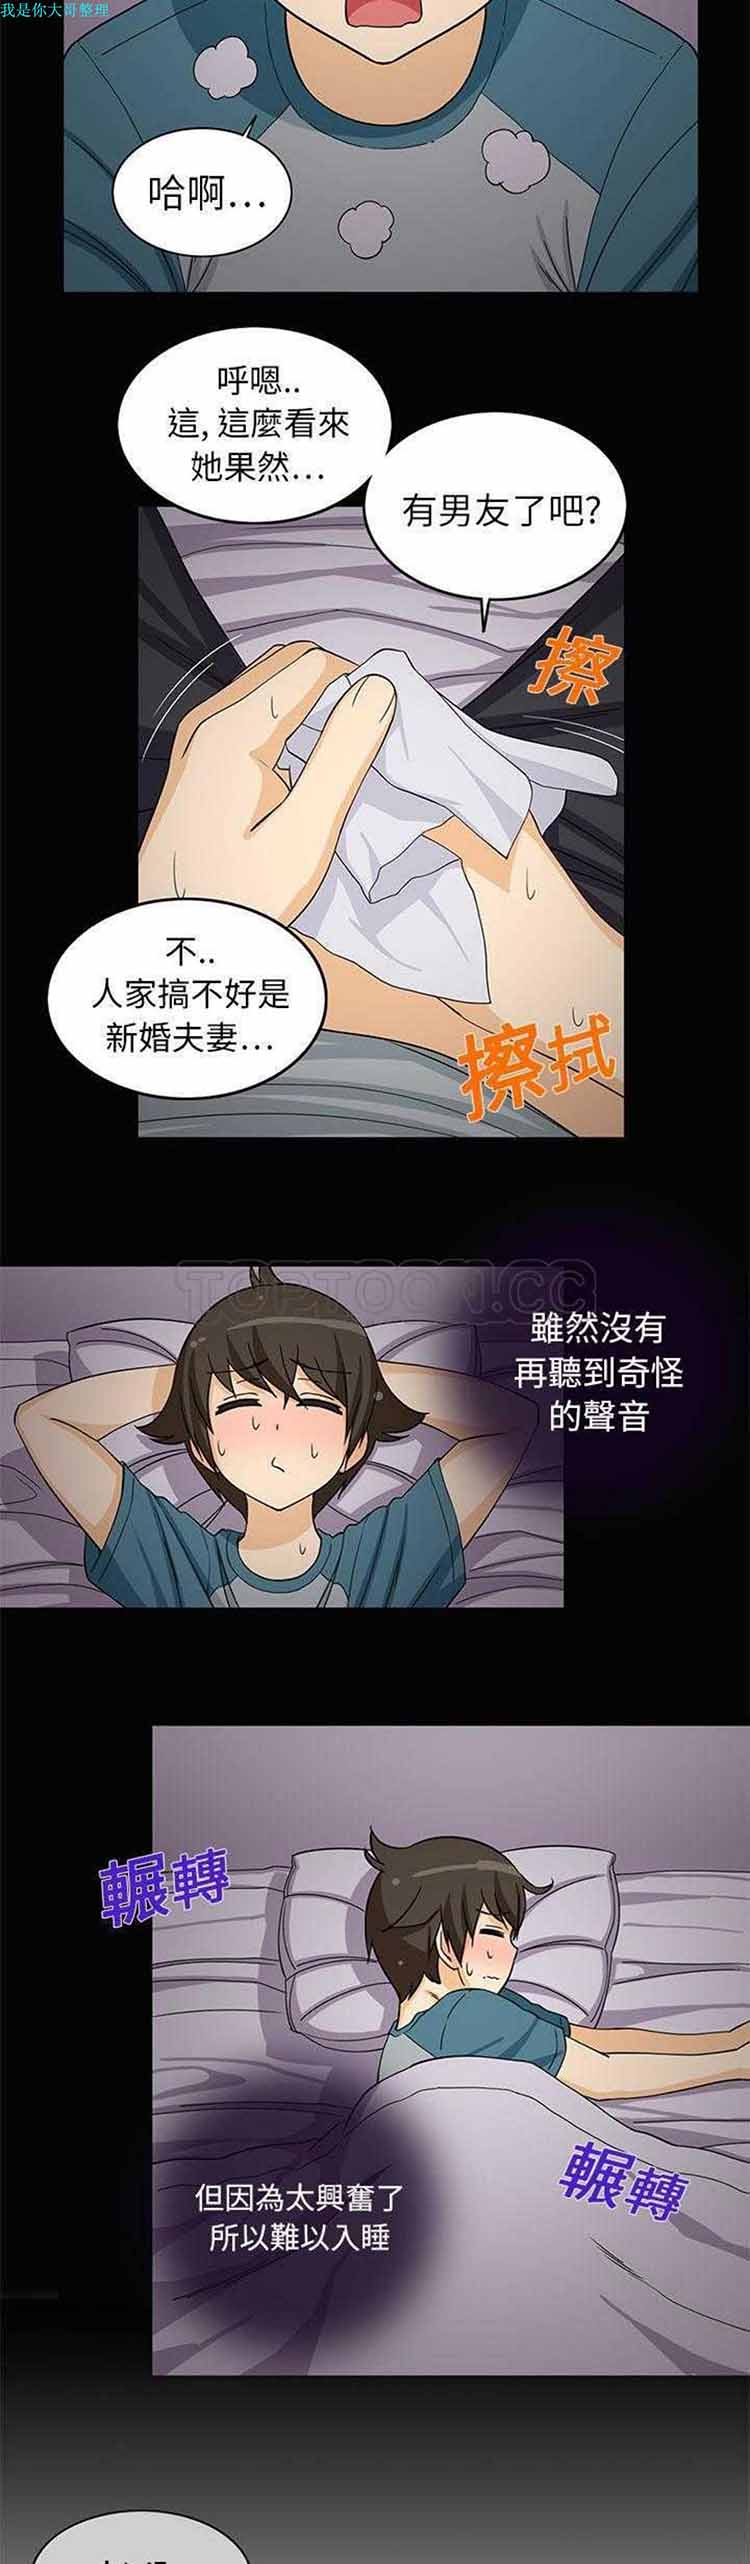 我是你大哥整理
哈啊...
呼嗯..
這,這麼看來
她果然...
有男友了吧?
擦
不..
人家搞不好是
新婚夫妻...
擦拭
TOPTOON.CC
雖然沒有
再聽到奇怪
的聲音
輾轉
但因為太興奮了
所以難以入睡
輾轉